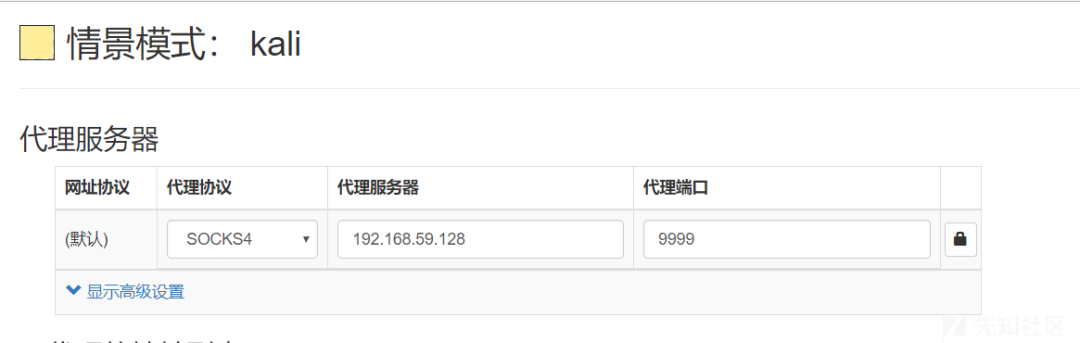 情景模式： kali
代理服务器
网址协议 代理协议 代理服务器 代理端口
(默认) SOCKS4 192.168.59.128 9999
显示高级设置
先知社区